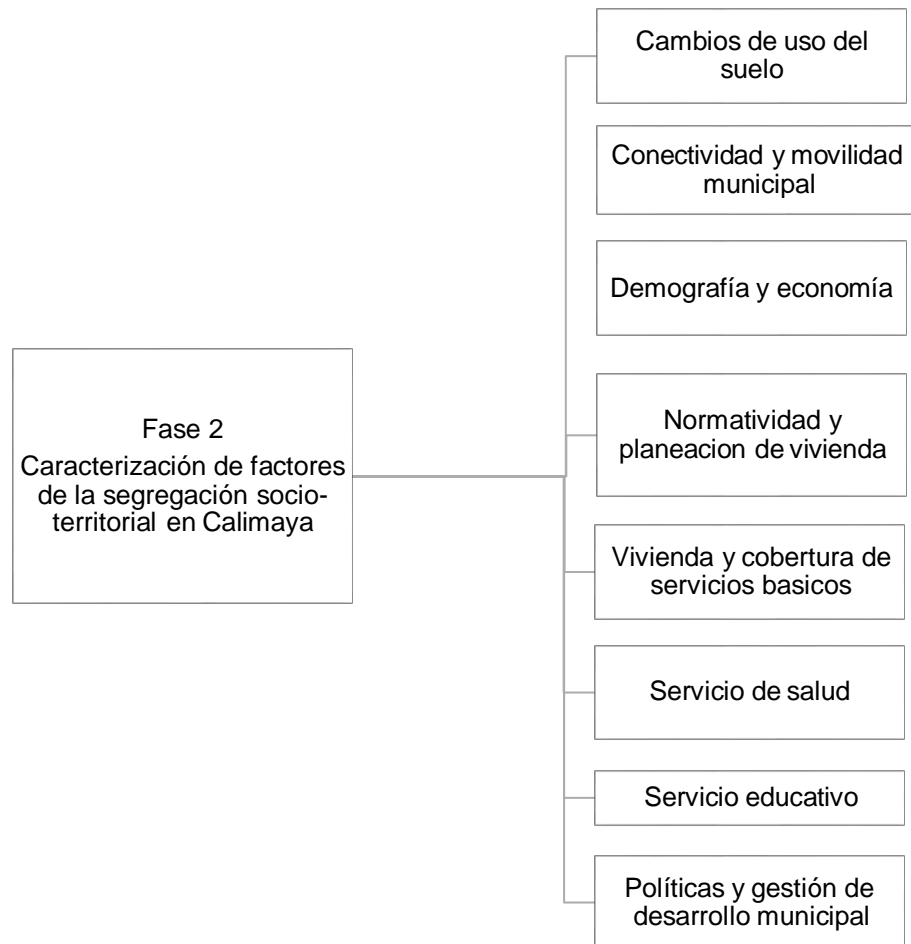 Cambios de uso del
suelo
Conectividad y movilidad
municipal
Demografía y economía
Fase 2
Caracterización de factores
de la segregación socio-
territorial en Calimaya
Normatividad y
planeacion de vivienda
Vivienda y cobertura de
servicios basicos
Servicio de salud
Servicio educativo
Políticas y gestión de
desarrollo municipal